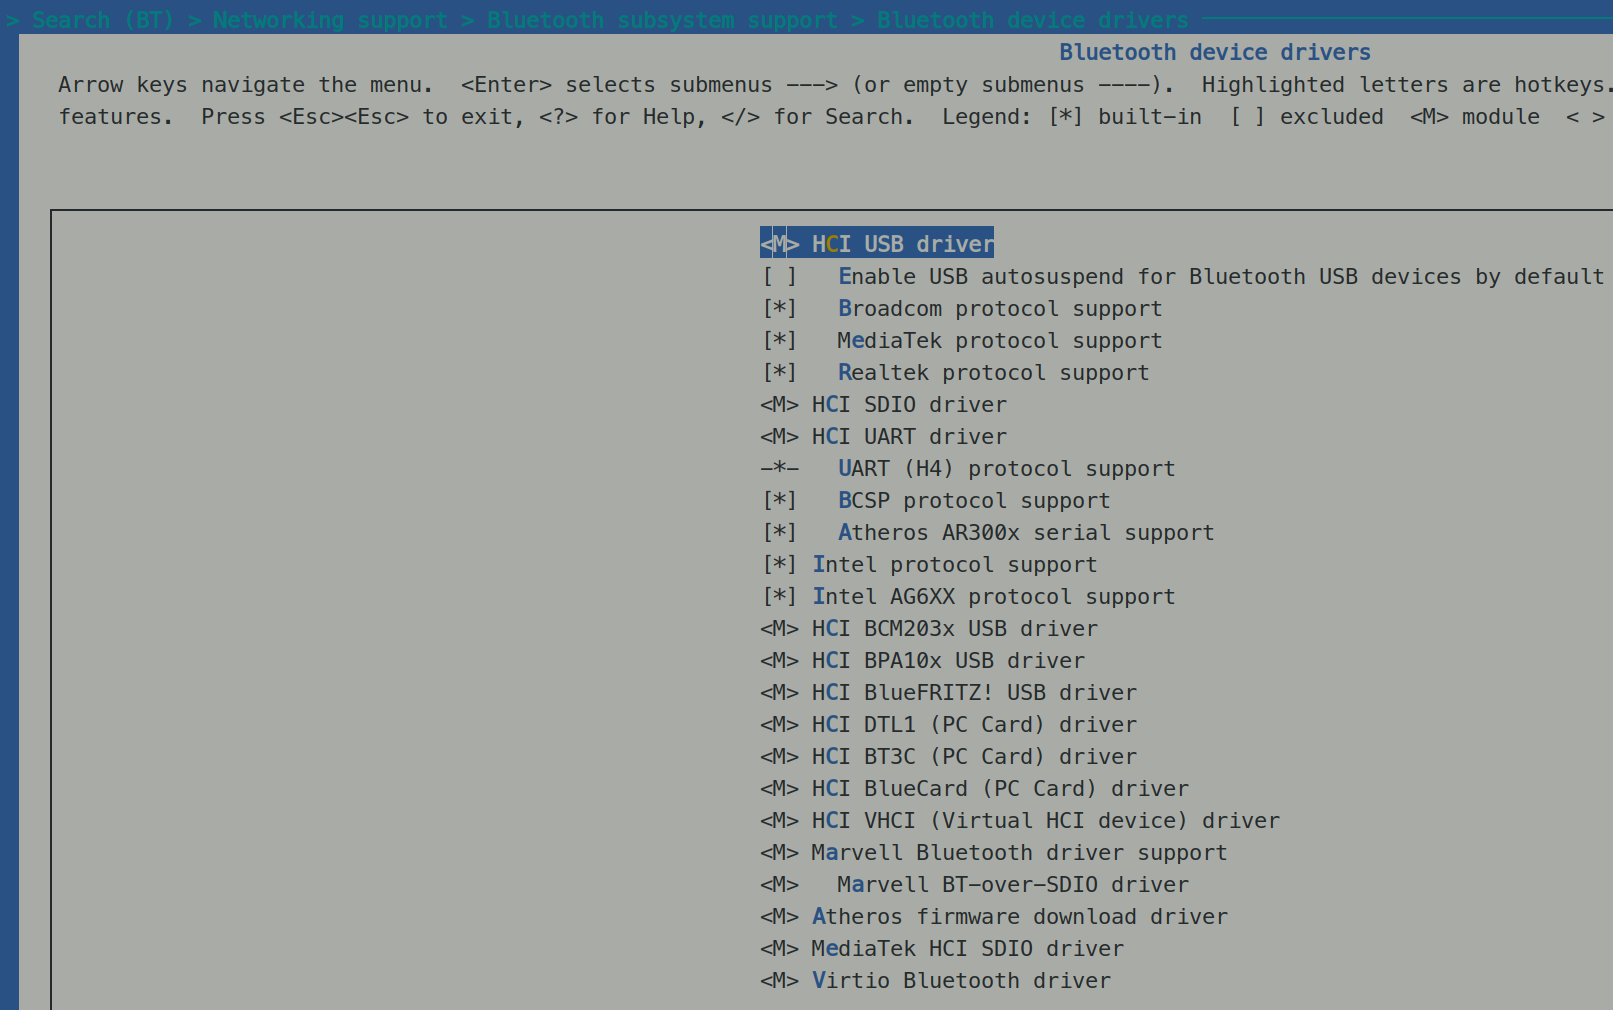 > Search (BT) > Networking support > Bluetooth subsystem support > Bluetooth device drivers
Bluetooth device drivers
Arrow keys navigate the menu.  <Enter> selects submenus ---> (or empty submenus ----).  Highlighted letters are hotkeys.
features.  Press <Esc><Esc> to exit, <?> for Help, </> for Search.  Legend: [*] built-in  [ ] excluded  <M> module  < >
<M> HCI USB driver
[ ]   Enable USB autosuspend for Bluetooth USB devices by default
[*]   Broadcom protocol support
[*]   MediaTek protocol support
[*]   Realtek protocol support
<M> HCI SDIO driver
<M> HCI UART driver
-*-   UART (H4) protocol support
[*]   BCSP protocol support
[*]   Atheros AR300x serial support
[*] Intel protocol support
[*] Intel AG6XX protocol support
<M> HCI BCM203x USB driver
<M> HCI BPA10x USB driver
<M> HCI BlueFRITZ! USB driver
<M> HCI DTL1 (PC Card) driver
<M> HCI BT3C (PC Card) driver
<M> HCI BlueCard (PC Card) driver
<M> HCI VHCI (Virtual HCI device) driver
<M> Marvell Bluetooth driver support
<M>   Marvell BT-over-SDIO driver
<M> Atheros firmware download driver
<M> MediaTek HCI SDIO driver
<M> Virtio Bluetooth driver